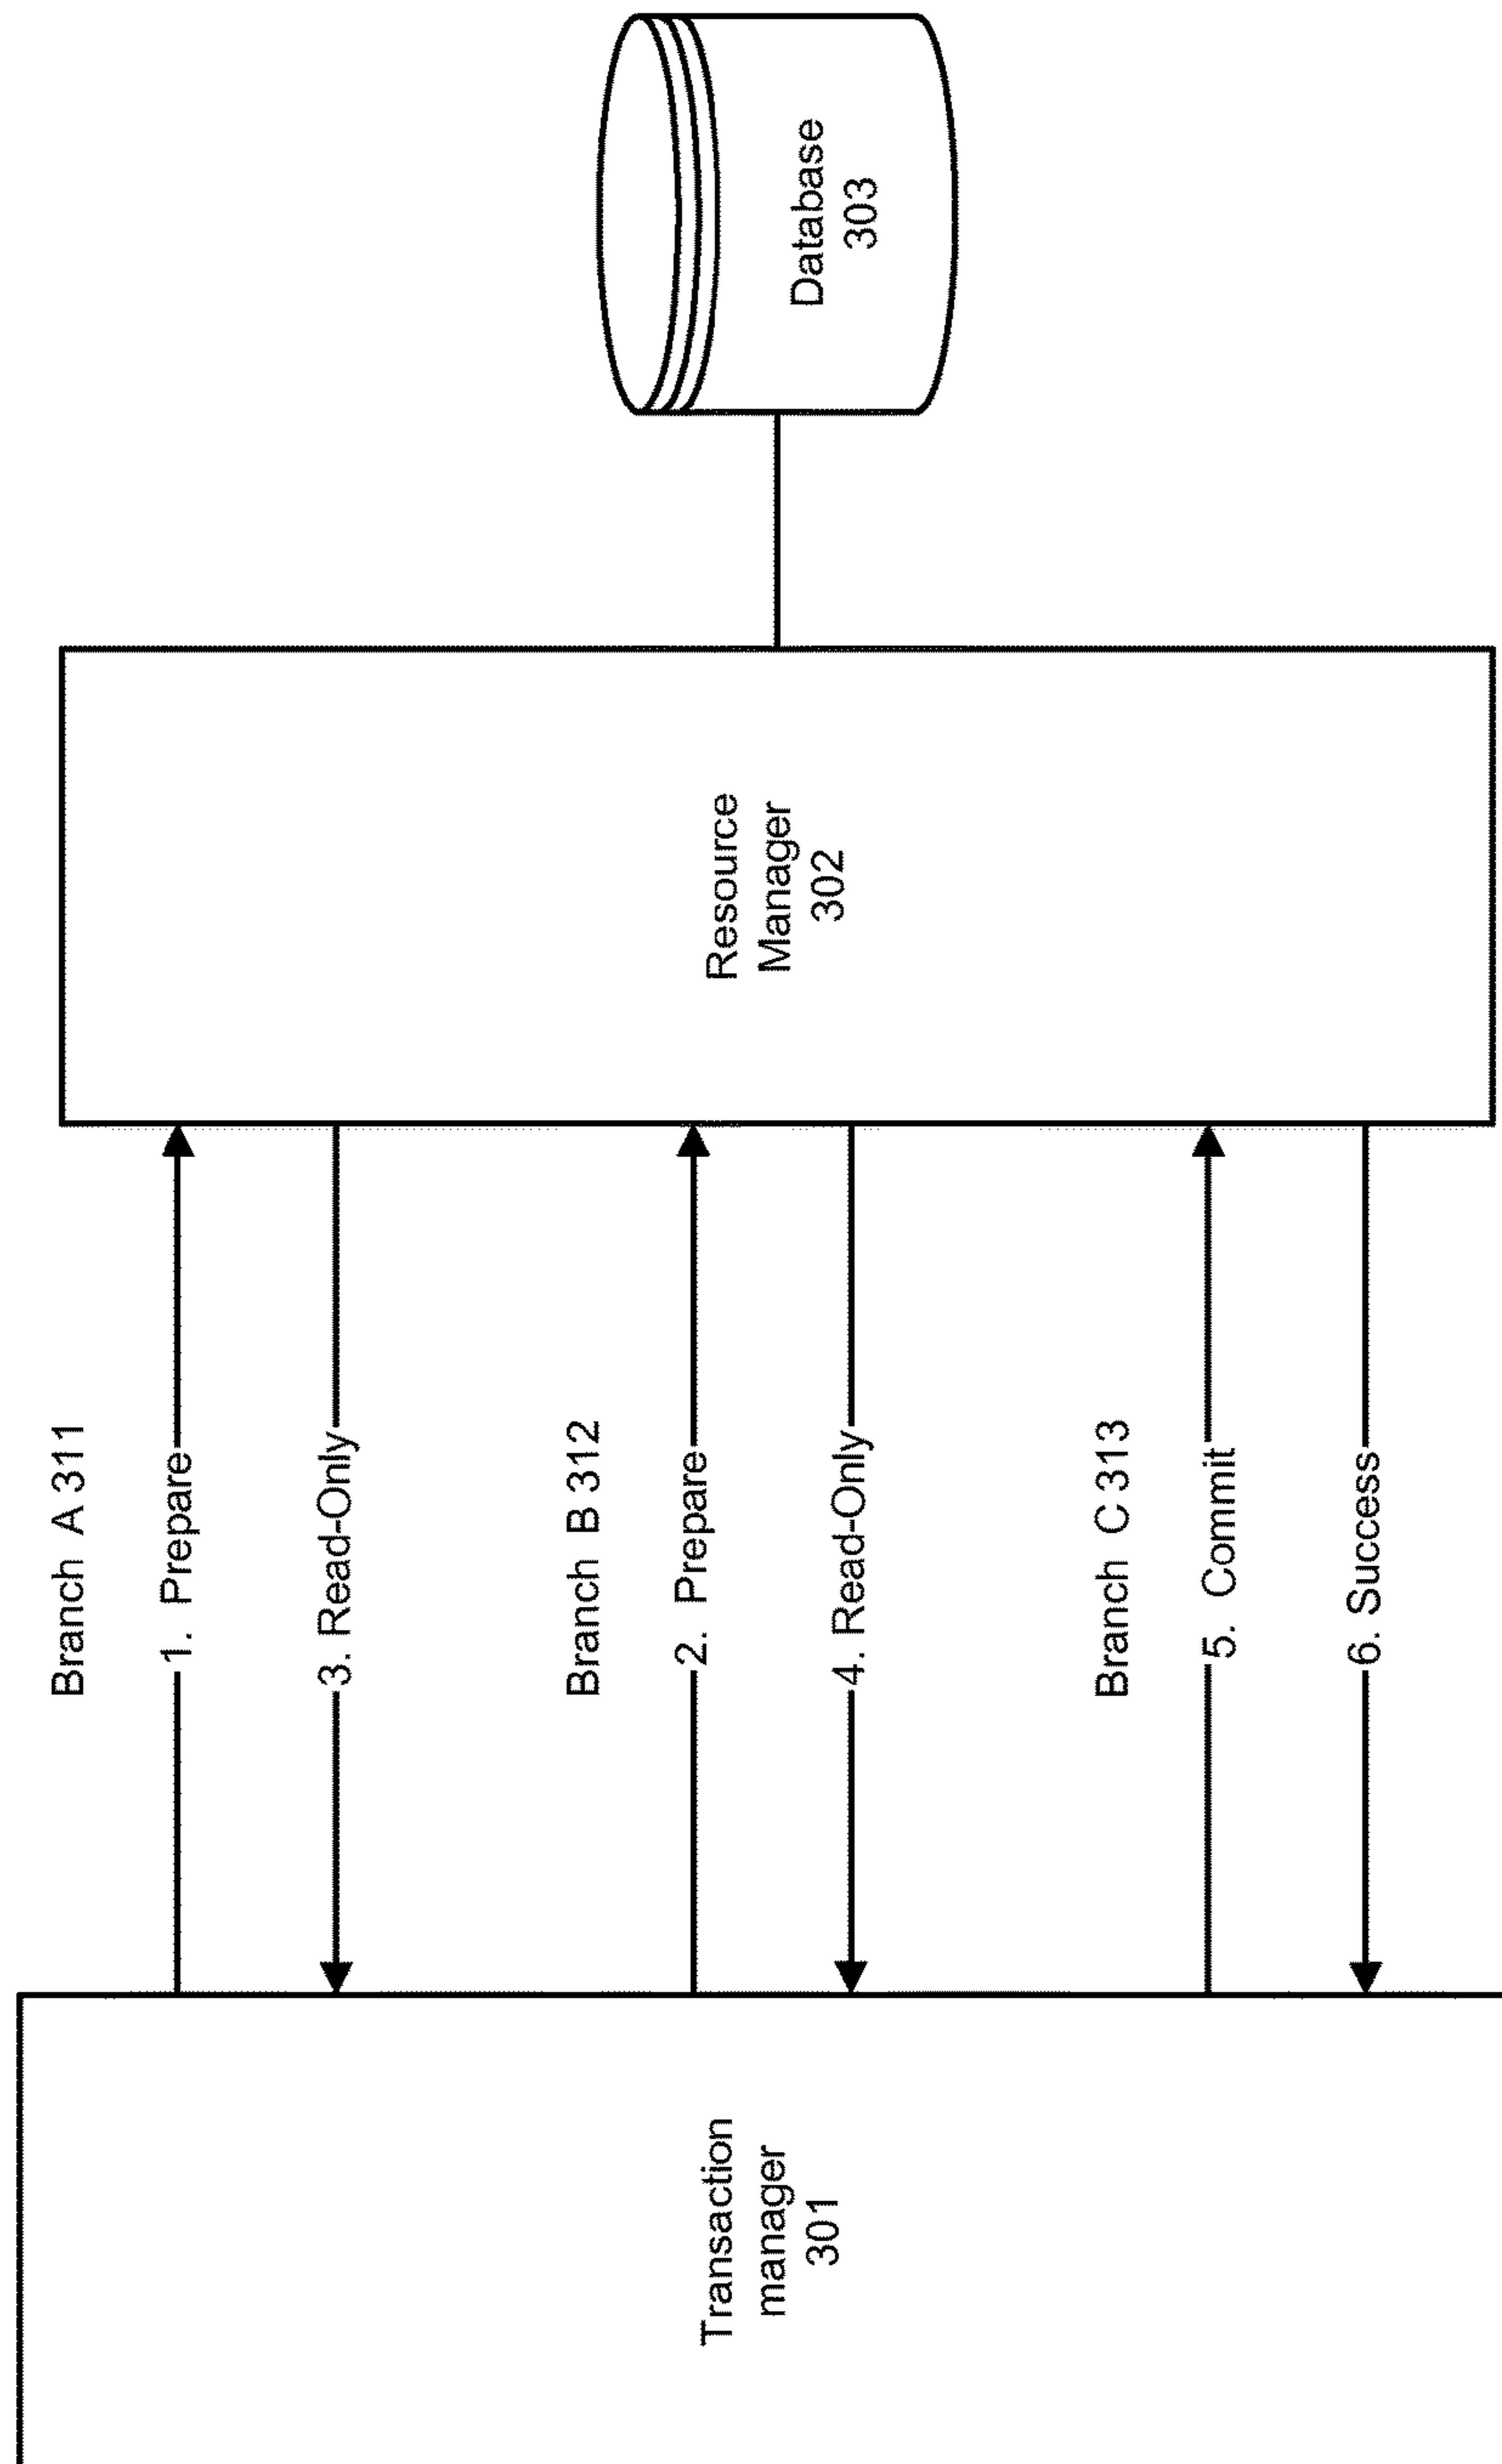 Transaction
manager
301
Branch A 311
1. Prepare
3. Read-Only
Branch B 312
2. Prepare
4. Read-Only
Branch C 313
5. Commit
6. Success
Resource
Manager
302
Database
303